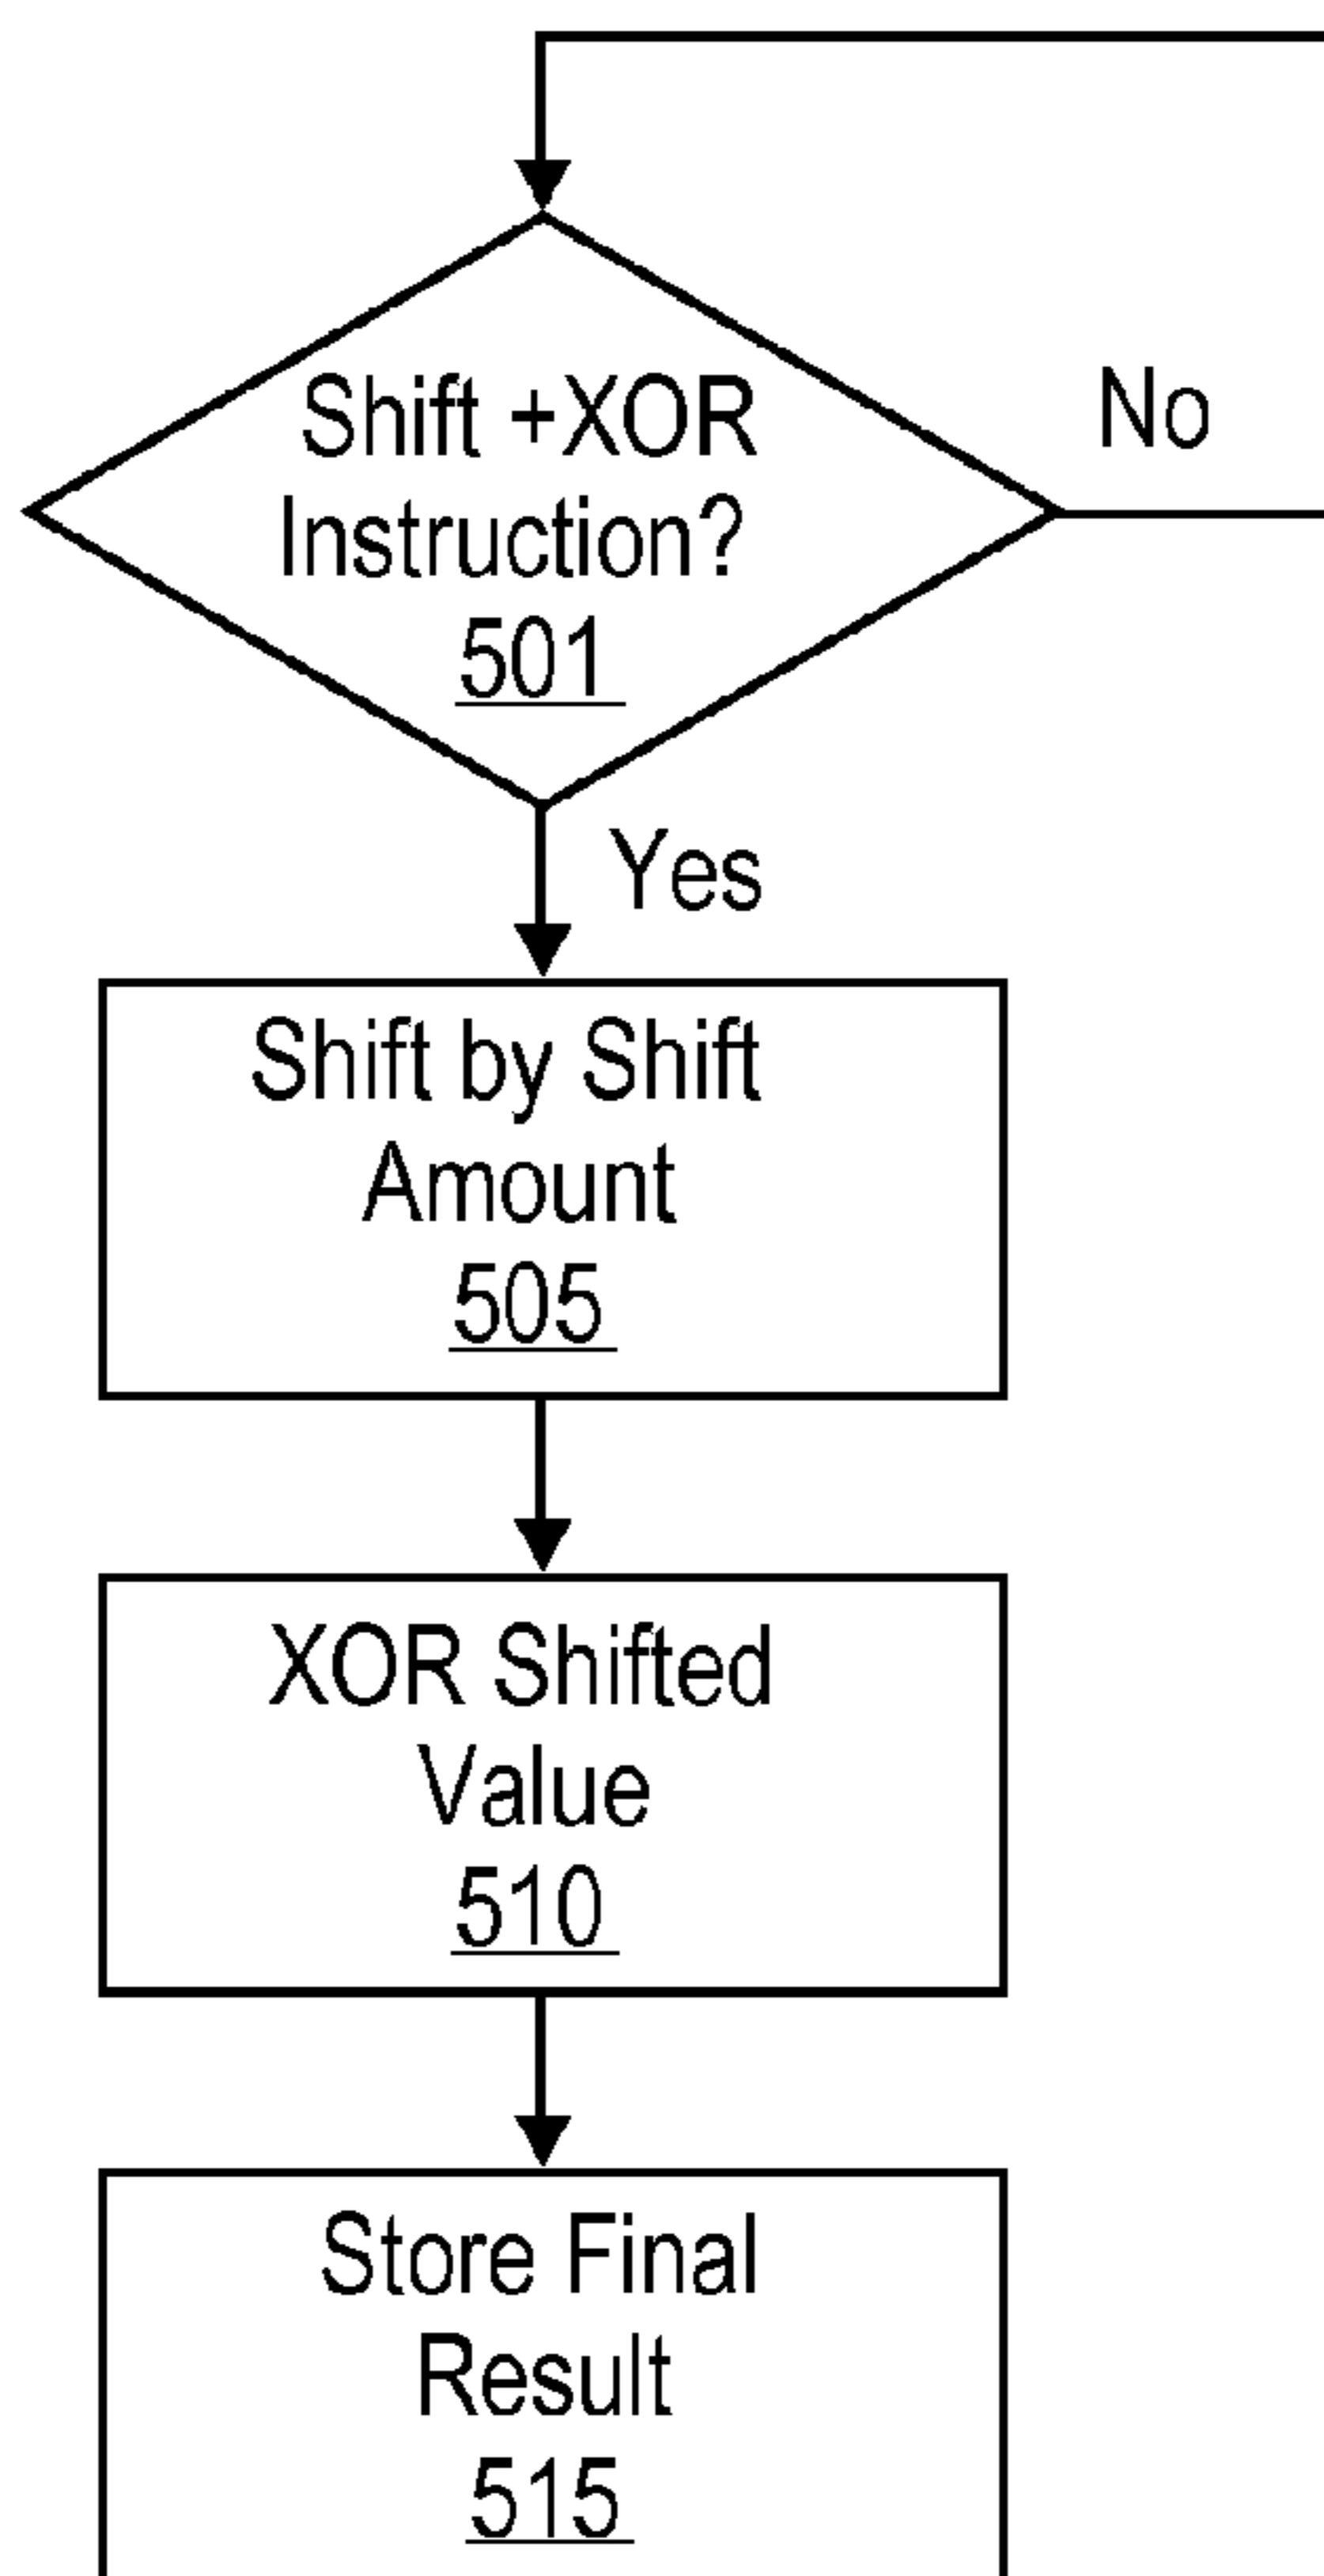 Shift +XOR
Instruction?
501
No
Yes
Shift by Shift
Amount
505
XOR Shifted
Value
510
Store Final
Result
515